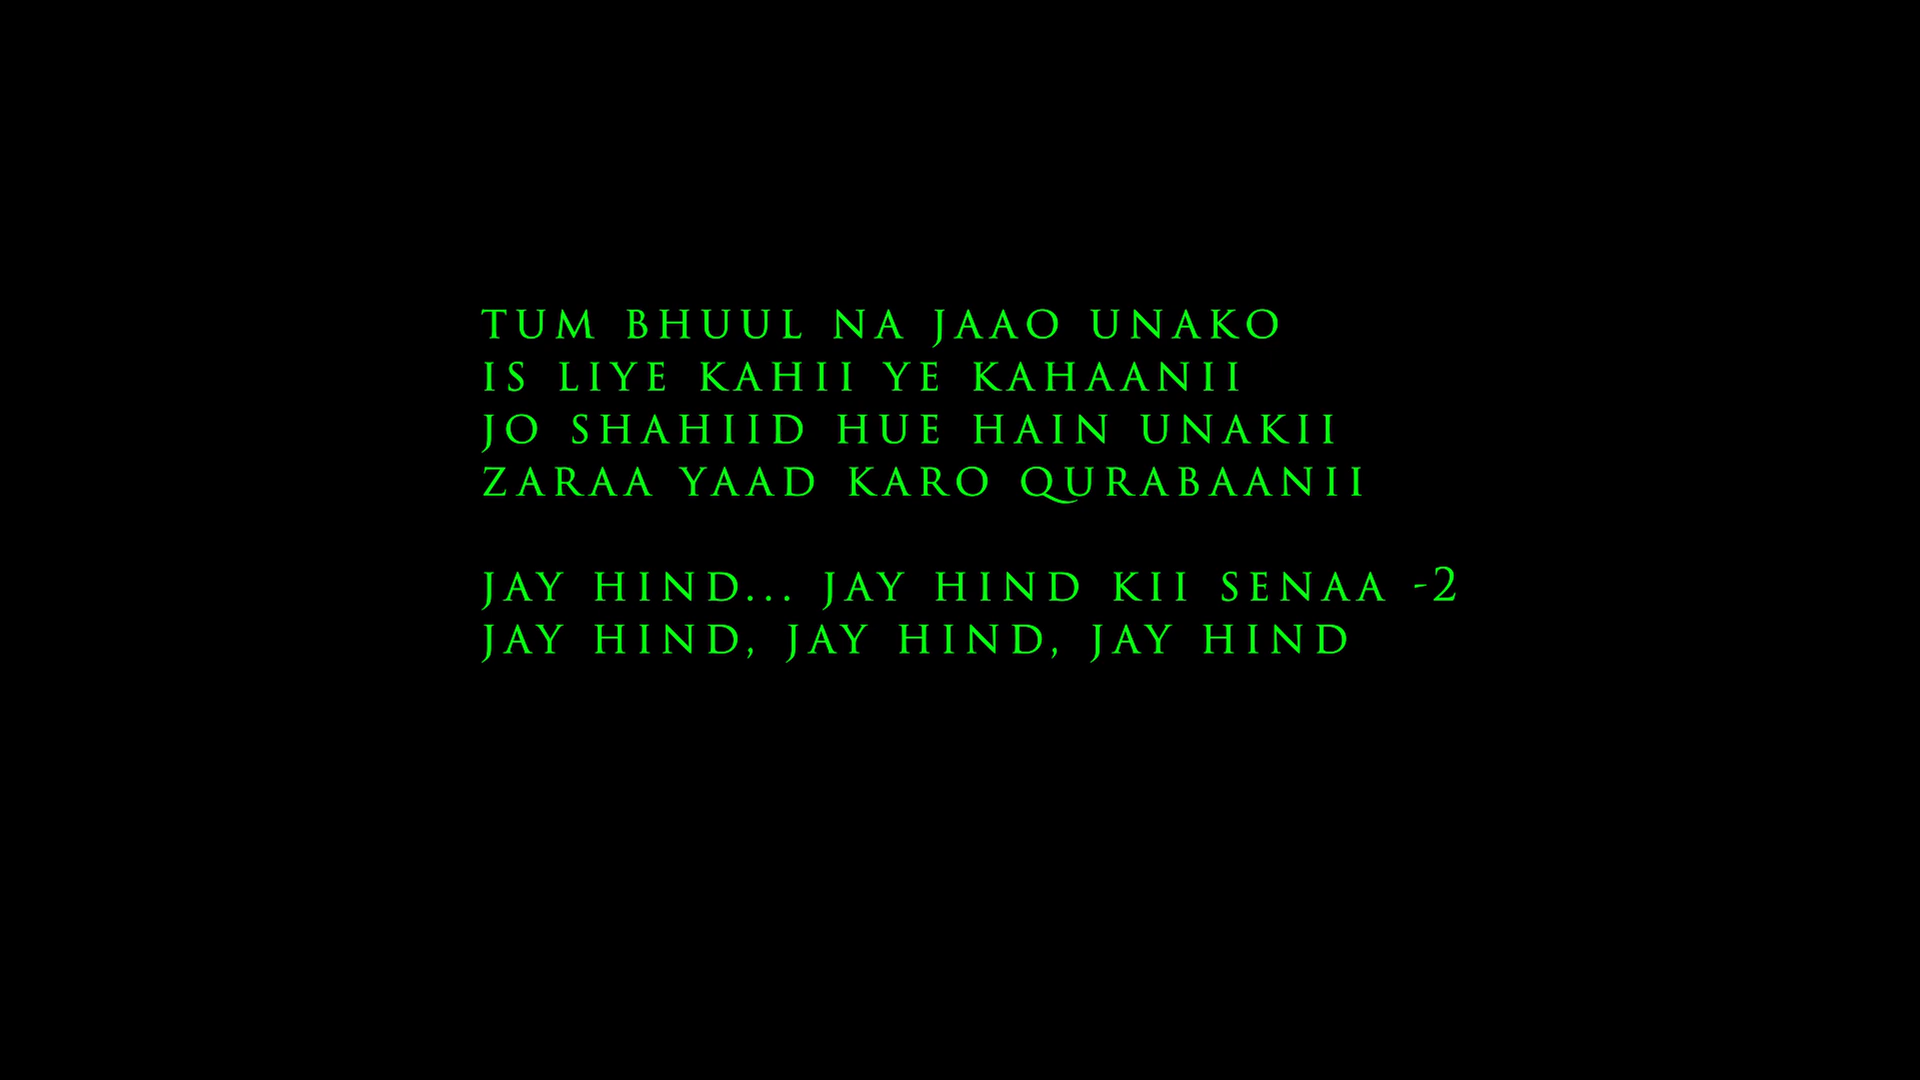 TUM BHUUL NA JAAO UNAKO
IS LIYE KAHII YE KAHAANII
JO SHAHIID HUE HAIN UNAKII
ZARAA YAAD KARO QURABAANII
JAY HIND... JAY HIND KII SENAA -2
JAY HIND, JAY HIND, JAY HIND